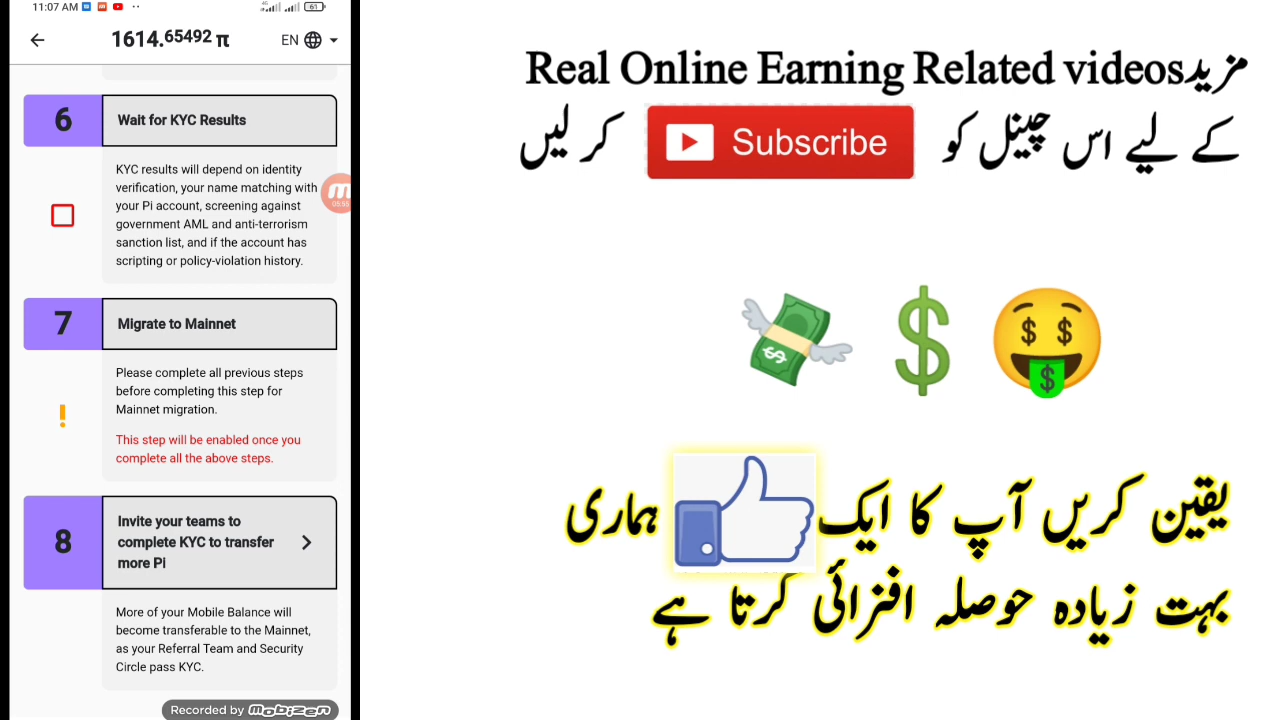 11:07 AM
4G
61
1614.65492 π
EN
6
Wait for KYC Results
KYC results will depend on identity
verification, your name matching with
your Pi account, screening against
government AML and anti-terrorism
sanction list, and if the account has
scripting or policy-violation history.
7
Migrate to Mainnet
Please complete all previous steps
before completing this step for
Mainnet migration.
This step will be enabled once you
complete all the above steps.
8
Invite your teams to
complete KYC to transfer
more Pi
More of your Mobile Balance will
become transferable to the Mainnet,
as your Referral Team and Security
Circle pass KYC.
Recorded by mobizen
مزید Real Online Earning Related videos
کے لیے اس چینل کو Subscribe کر لیں
یقین کریں آپ کا ایک ہماری
بہت زیادہ حوصلہ افزائی کرتا ہے